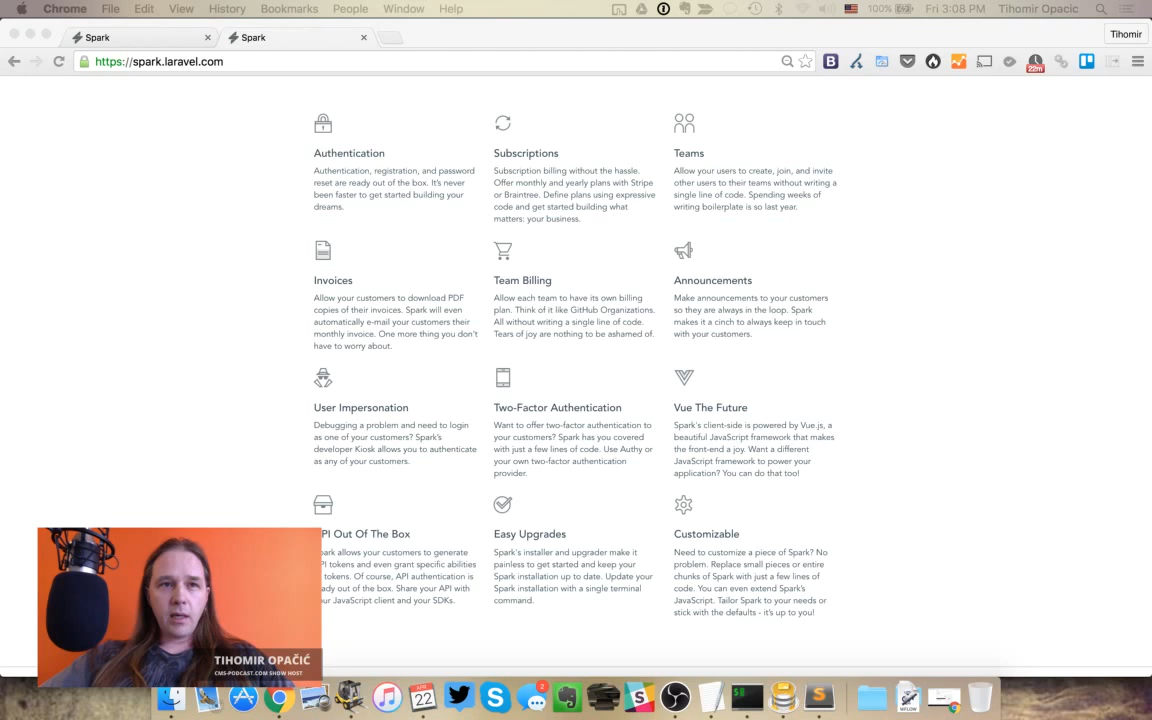 Chrome File Edit View History Bookmarks People Window Help 100% Fri 3:08 PM Tihomir Opacic
Spark
Spark
Tihomir
https://spark.laravel.com
22m
Authentication
Authentication, registration, and password
reset are ready out of the box. It's never
been faster to get started building your
dreams.
Subscriptions
Subscription billing without the hassle.
Offer monthly and yearly plans with Stripe
or Braintree. Define plans using expressive
code and get started building what
matters: your business.
Teams
Allow your users to create, join, and invite
other users to their teams without writing a
single line of code. Spending weeks of
writing boilerplate is so last year.
Invoices
Allow your customers to download PDF
copies of their invoices. Spark will even
automatically e-mail your customers their
monthly invoice. One more thing you don't
have to worry about.
Team Billing
Allow each team to have its own billing
plan. Think of it like GitHub Organizations.
All without writing a single line of code.
Tears of joy are nothing to be ashamed of.
Announcements
Make announcements to your customers
so they are always in the loop. Spark
makes it a cinch to always keep in touch
with your customers.
User Impersonation
Debugging a problem and need to login
as one of your customers? Spark's
developer Kiosk allows you to authenticate
as any of your customers.
Two-Factor Authentication
Want to offer two-factor authentication to
your customers? Spark has you covered
with just a few lines of code. Use Authy or
your own two-factor authentication
provider.
Vue The Future
Spark's client-side is powered by Vue.js, a
beautiful JavaScript framework that makes
the front-end a joy. Want a different
JavaScript framework to power your
application? You can do that too!
PI Out Of The Box
park allows your customers to generate
PI tokens and even grant specific abilities
tokens. Of course, API authentication is
ady out of the box. Share your API with
ur JavaScript client and your SDKs.
Easy Upgrades
Spark's installer and upgrader make it
painless to get started and keep your
Spark installation up to date. Update your
Spark installation with a single terminal
command.
Customizable
Need to customize a piece of Spark? No
problem. Replace small pieces or entire
chunks of Spark with just a few lines of
code. You can even extend Spark's
JavaScript. Tailor Spark to your needs or
stick with the defaults - it's up to you!
TIHOMIR OPAČIĆ
CMS-PODCAST.COM SHOW HOST
22
2